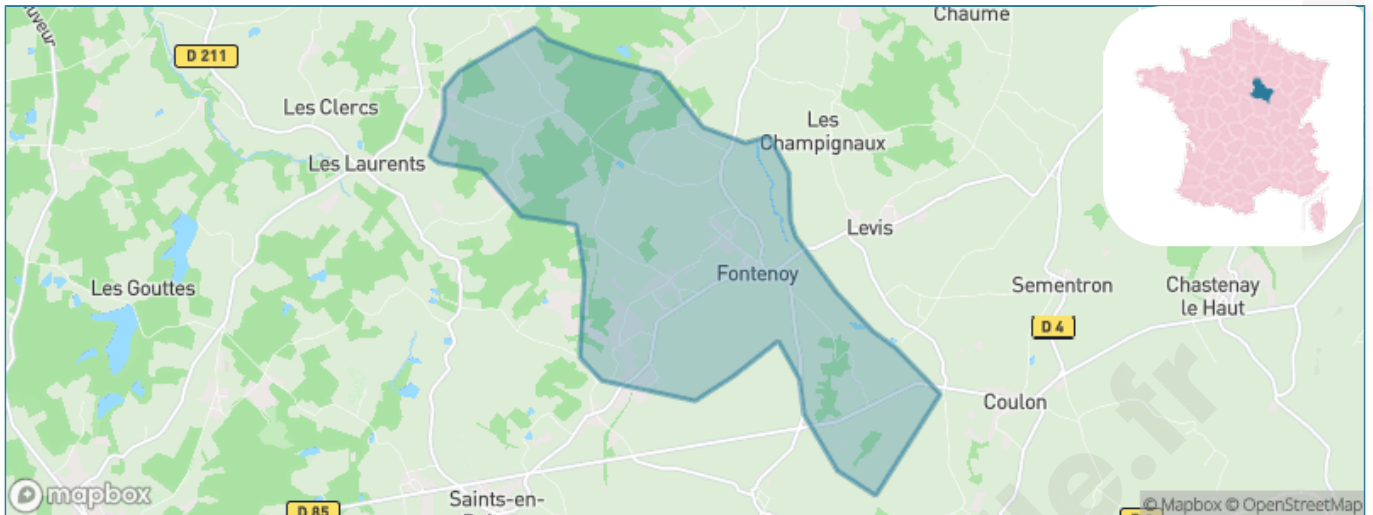 Chaume
D 211
Les Clercs
Les
Champignaux
Les Laurents
Levis
Fontenoy
Les Gouttes
Sementron
Chastenay
le Haut
D 4
Coulon
mapbox
Saints-en-
D 85
© Mapbox © OpenStreetMap